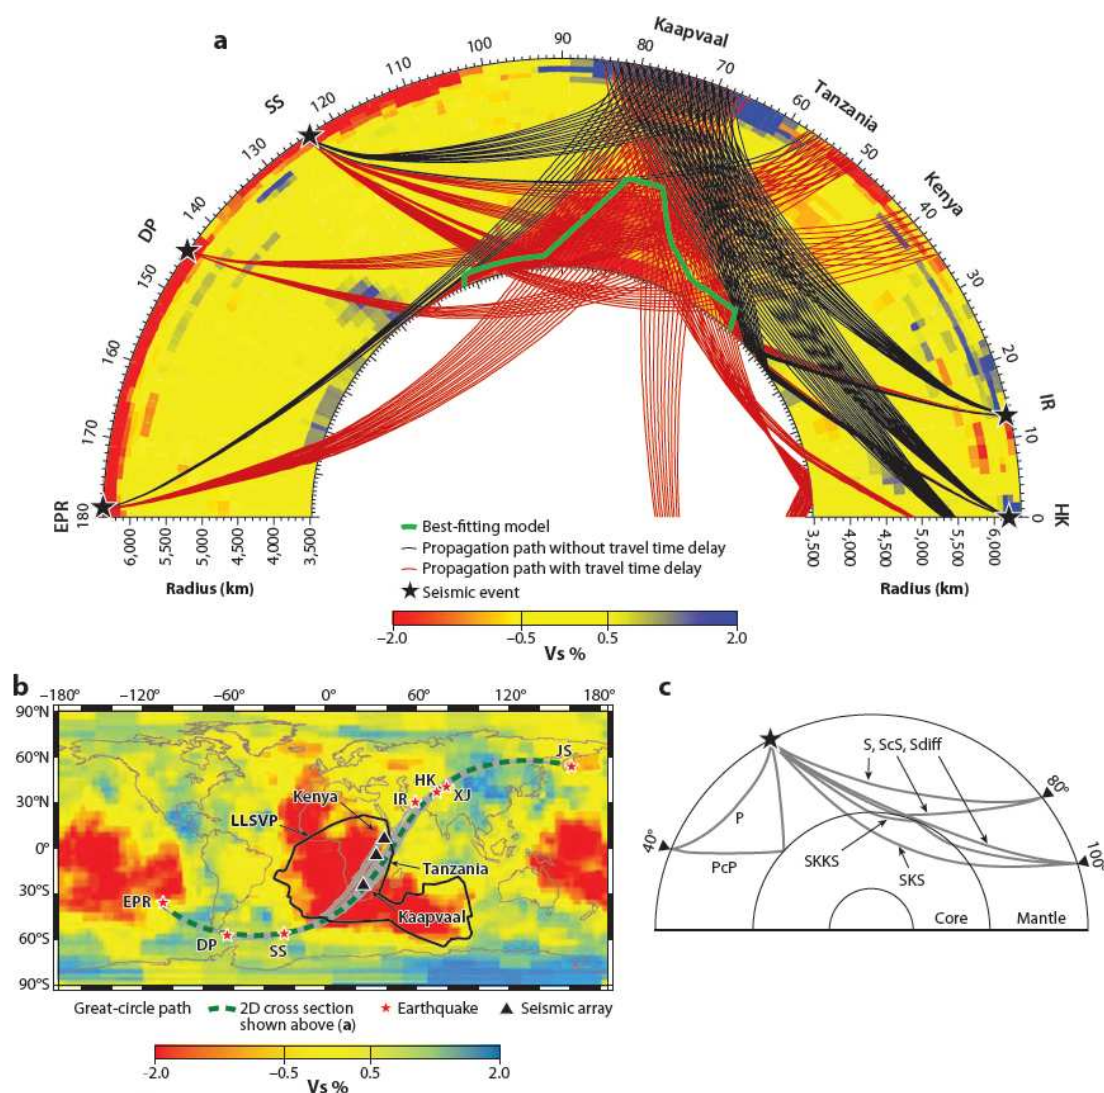 a
SS
DP
EPR
Kaapvaal
Tanzania
Kenya
IR
HK
180
170
160
150
140
130
120
110
100
90
80
70
60
50
40
30
20
10
0
6,000
5,500
5,000
4,500
4,000
3,500
3,500
4,000
4,500
5,000
5,500
6,000
Radius (km)
Radius (km)
Best-fitting model
Propagation path without travel time delay
Propagation path with travel time delay
Seismic event
−2.0 −0.5 0.5 2.0
Vs %
b
−180° −120° −60° 0° 60° 120° 180°
90°N
60°N
30°N
0°
30°S
60°S
90°S
JS
HK
XJ
IR
Kenya
LLSVP
Tanzania
Kaapvaal
EPR
DP
SS
Great-circle path
2D cross section
shown above (a)
Earthquake
Seismic array
-2.0 −0.5 0.5 2.0
Vs %
c
S, ScS, Sdiff
80°
P
40°
PcP
SKKS
SKS
100°
Core
Mantle